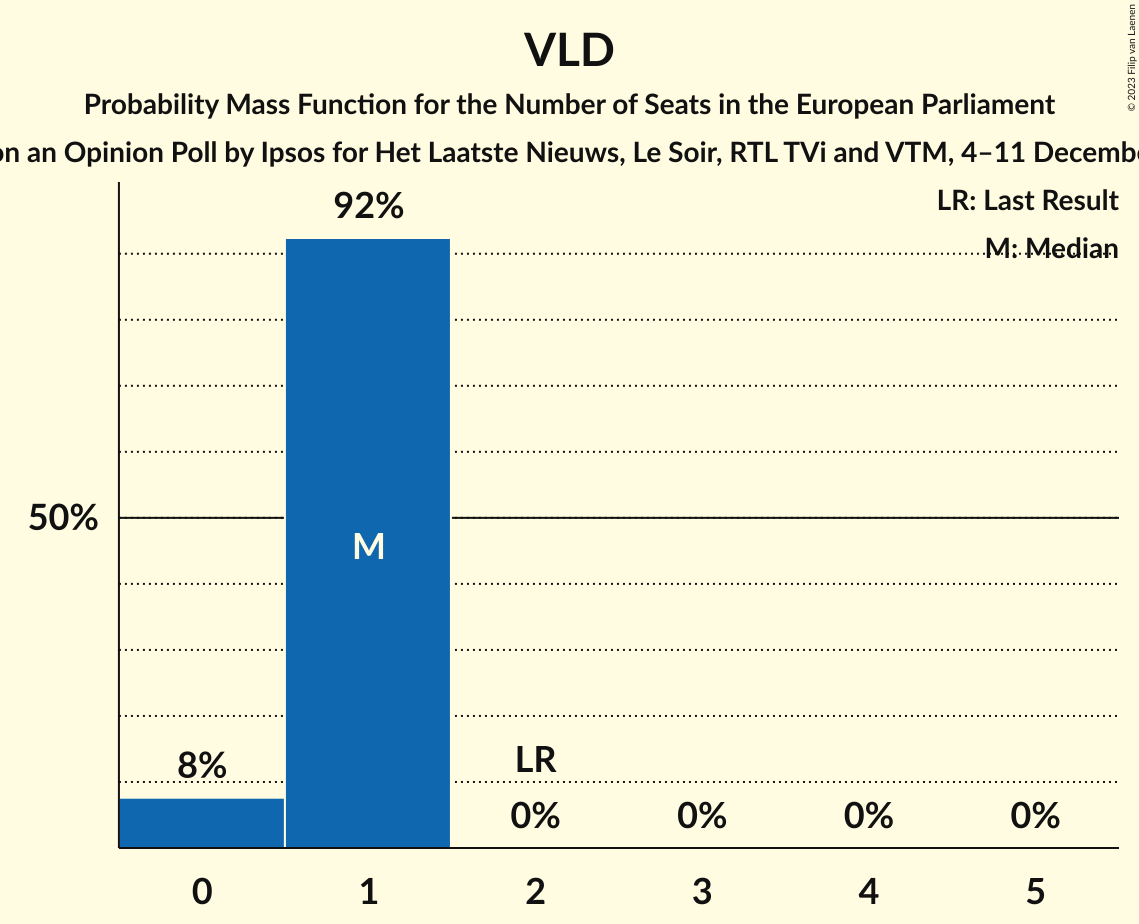 VLD
Probability Mass Function for the Number of Seats in the European Parliament
on an Opinion Poll by Ipsos for Het Laatste Nieuws, Le Soir, RTL TVi and VTM, 4–11 Decembe
© 2023 Filip van Laenen
LR: Last Result
M: Median
92%
50%
M
8%
LR
0%
0%
0%
0%
0
1
2
3
4
5